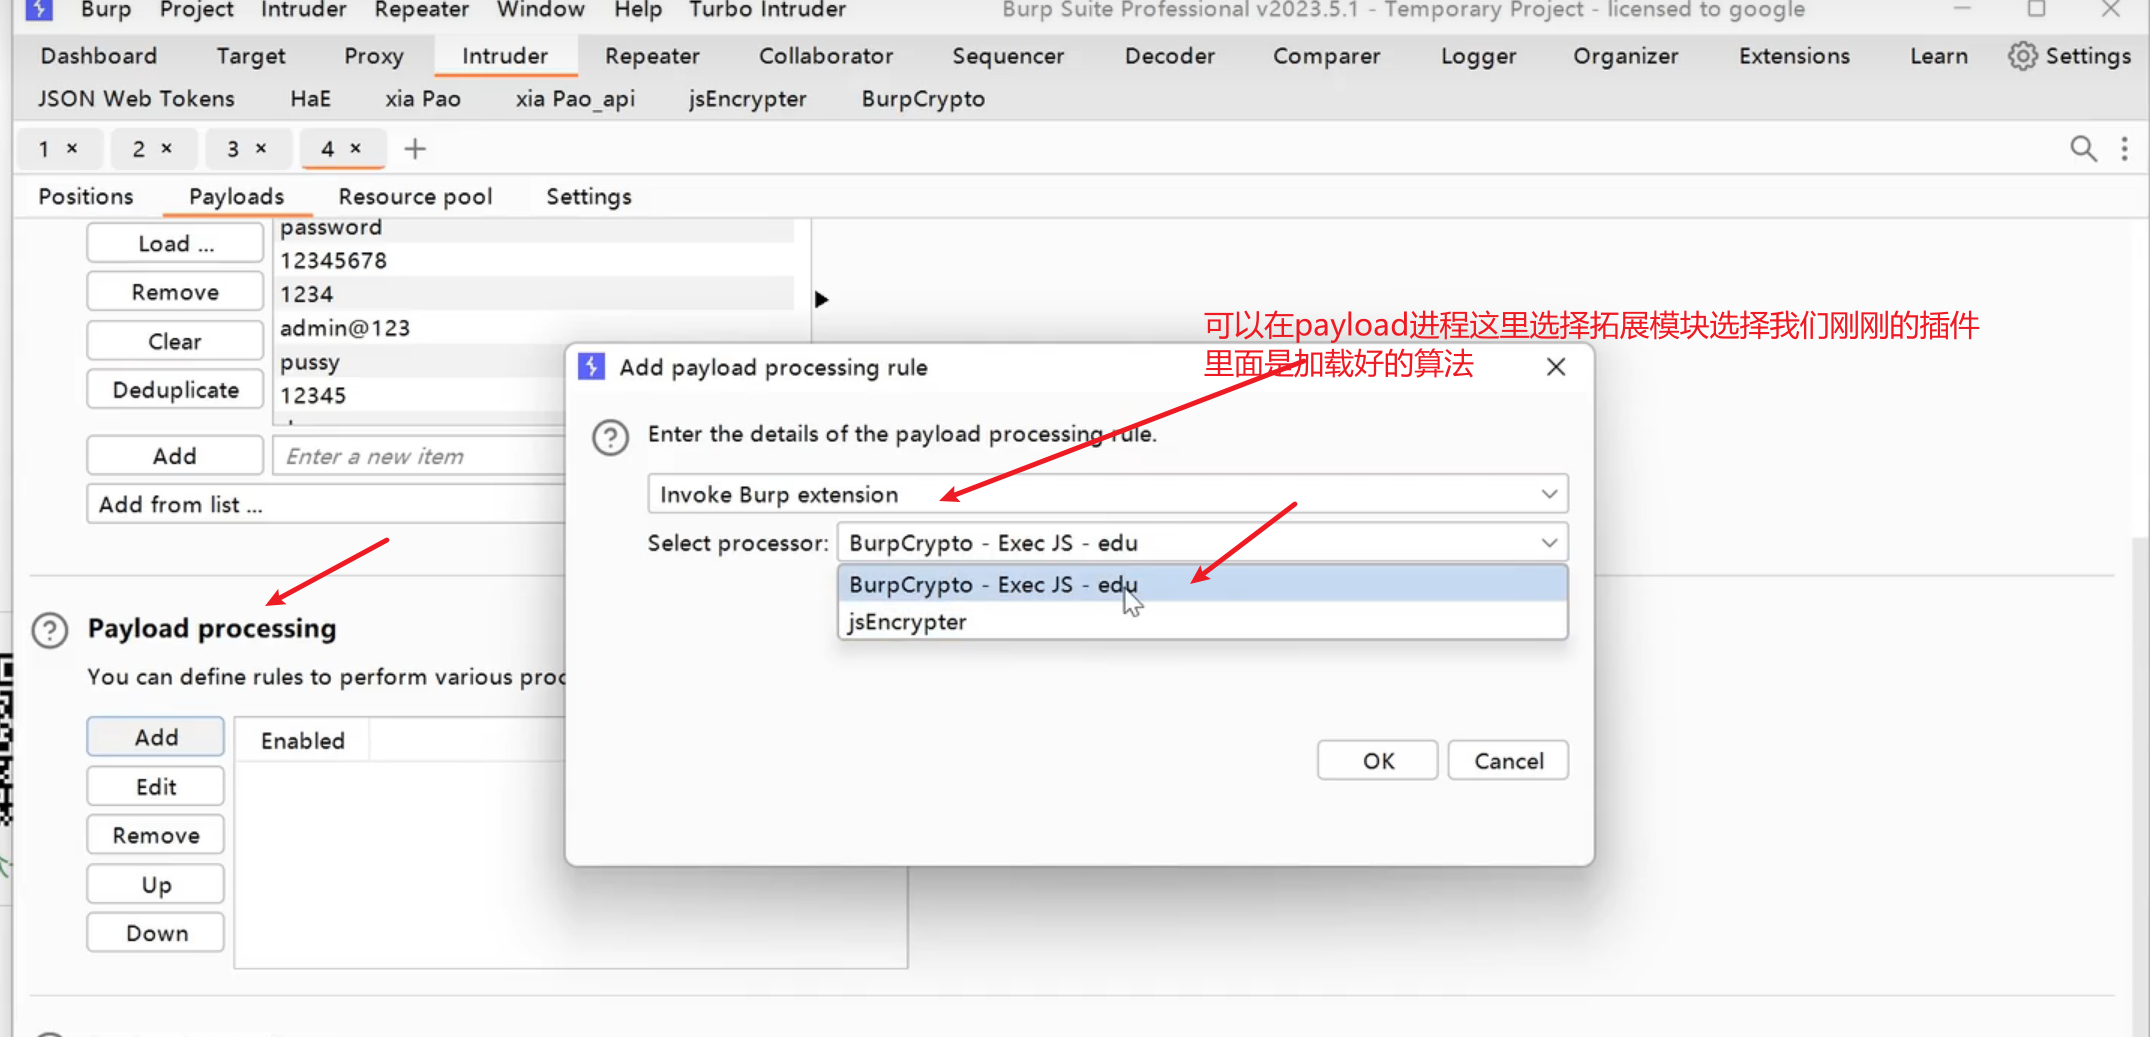 Burp Project Intruder Repeater Window Help Turbo Intruder Burp Suite Professional v2023.5.1 - Temporary Project - licensed to google
Dashboard Target Proxy Intruder Repeater Collaborator Sequencer Decoder Comparer Logger Organizer Extensions Learn Settings
JSON Web Tokens HaE xia Pao xia Pao_api jsEncrypter BurpCrypto
1 × 2 × 3 × 4 × +
Positions Payloads Resource pool Settings
Load ...
Remove
Clear
Deduplicate
password
12345678
1234
admin@123
pussy
12345
Add Enter a new item
Add from list ...
可以在payload进程这里选择拓展模块选择我们刚刚的插件
里面是加载好的算法
Add payload processing rule
Enter the details of the payload processing rule.
Invoke Burp extension
Select processor: BurpCrypto - Exec JS - edu
BurpCrypto - Exec JS - edu
jsEncrypter
OK Cancel
Payload processing
You can define rules to perform various proc
Add
Edit
Remove
Up
Down
Enabled